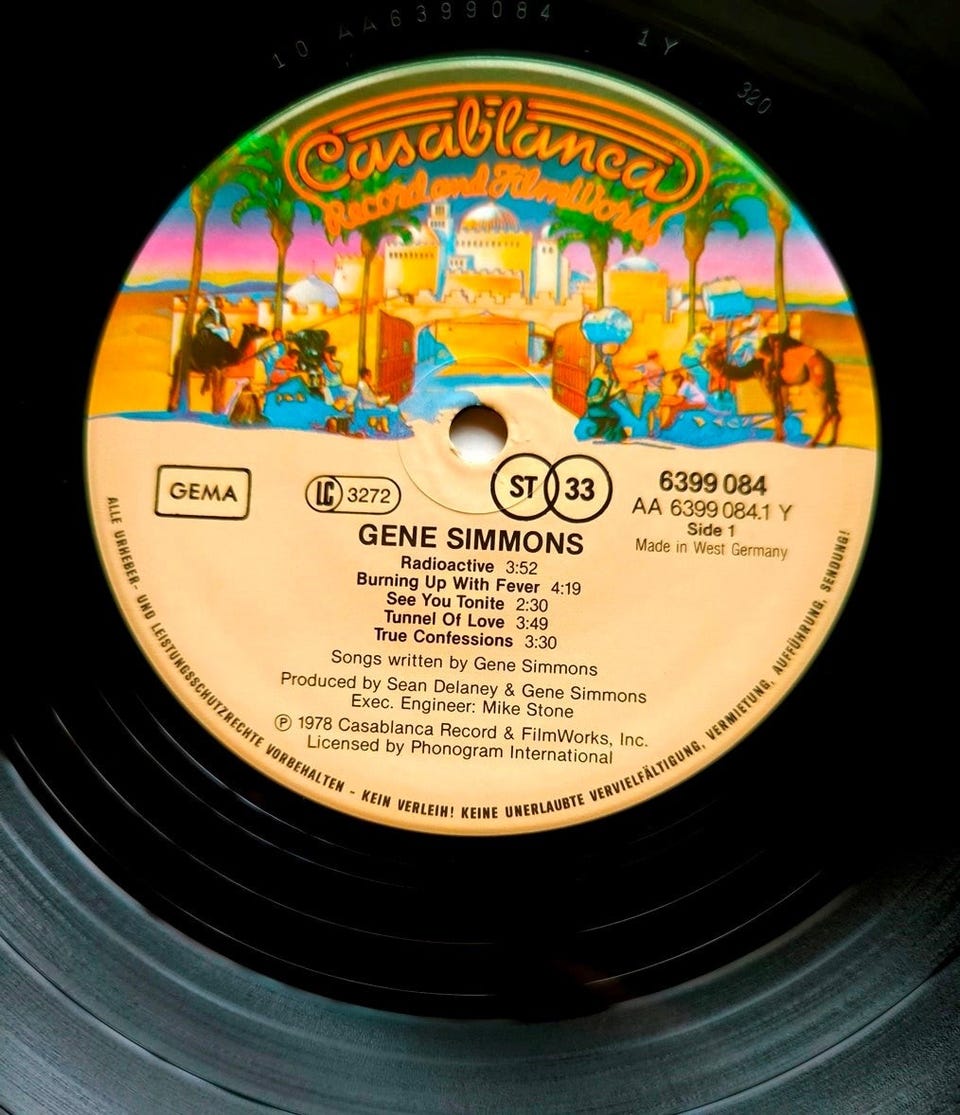 10 AA6399084 1Y 320
Casablanca
Record and FilmWorks
GEMA
LC 3272
ST 33
6399 084
AA 6399 084.1 Y
Side 1
Made in West Germany
GENE SIMMONS
Radioactive 3:52
Burning Up With Fever 4:19
See You Tonite 2:30
Tunnel Of Love 3:49
True Confessions 3:30
Songs written by Gene Simmons
Produced by Sean Delaney & Gene Simmons
Exec. Engineer: Mike Stone
℗ 1978 Casablanca Record & FilmWorks, Inc.
Licensed by Phonogram International
ALLE URHEBER- UND LEISTUNGSSCHUTZRECHTE VORBEHALTEN - KEIN VERLEIH! KEINE UNERLAUBTE VERVIELFÄLTIGUNG, VERMIETUNG, AUFFÜHRUNG, SENDUNG!